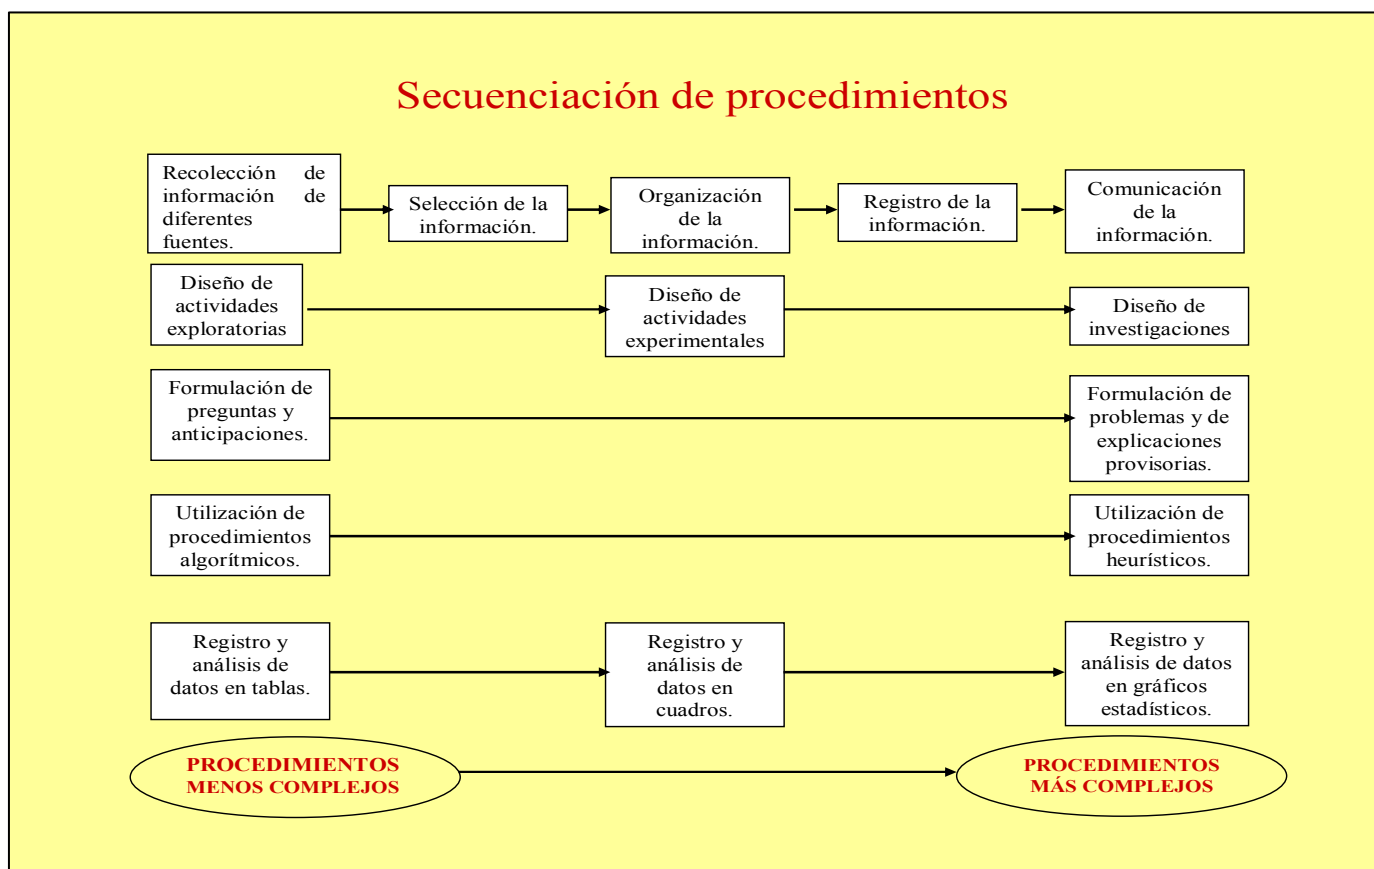 Secuenciación de procedimientos
Recolección de
información de
diferentes
fuentes.
Selección de la
información.
Organización
de la
información.
Registro de la
información.
Comunicación
de la
información.
Diseño de
actividades
exploratorias
Diseño de
actividades
experimentales
Diseño de
investigaciones
Formulación de
preguntas y
anticipaciones.
Formulación de
problemas y de
explicaciones
provisorias.
Utilización de
procedimientos
algorítmicos.
Utilización de
procedimientos
heurísticos.
Registro y
análisis de
datos en tablas.
Registro y
análisis de
datos en
cuadros.
Registro y
análisis de datos
en gráficos
estadísticos.
PROCEDIMIENTOS
MENOS COMPLEJOS
PROCEDIMIENTOS
MÁS COMPLEJOS